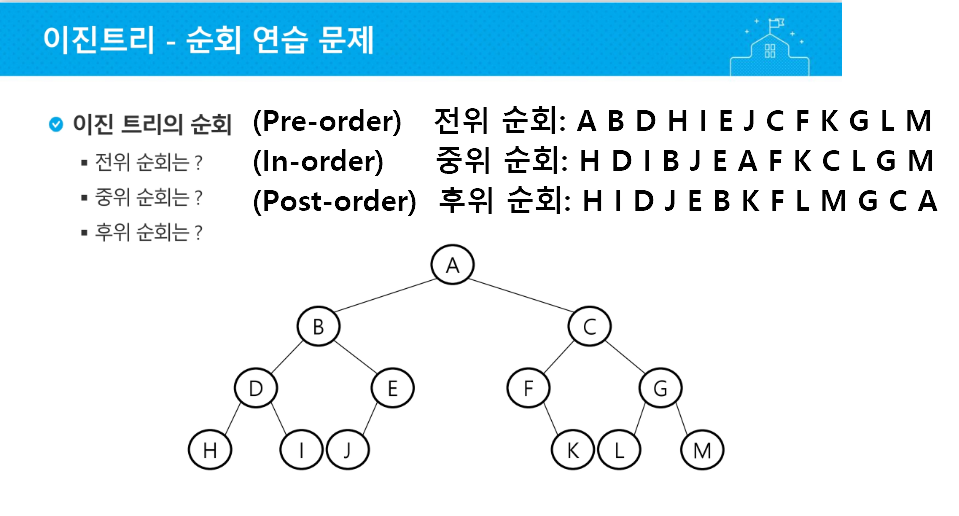 이진트리 - 순회 연습 문제
이진 트리의 순회 (Pre-order) 전위 순회: A B D H I E J C F K G L M
▪ 전위 순회는 ? (In-order) 중위 순회: H D I B J E A F K C L G M
▪ 중위 순회는 ? (Post-order) 후위 순회: H I D J E B K F L M G C A
▪ 후위 순회는 ?
A
B C
D E F G
H I J K L M